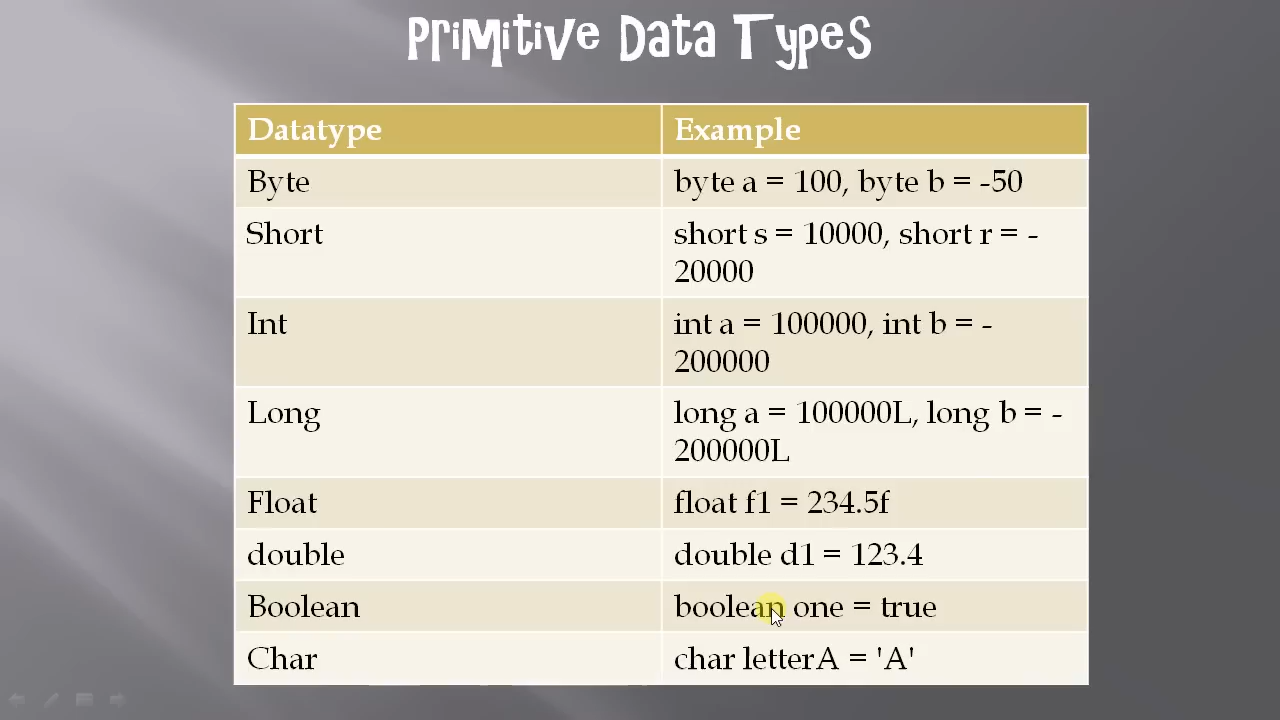 Primitive Data Types
Datatype Example
Byte byte a = 100, byte b = -50
Short short s = 10000, short r = -
20000
Int int a = 100000, int b = -
200000
Long long a = 100000L, long b = -
200000L
Float float f1 = 234.5f
double double d1 = 123.4
Boolean boolean one = true
Char char letterA = 'A'